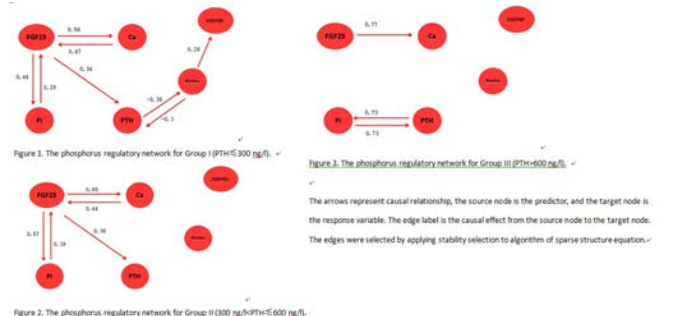 FGF23
0.56
0.47
Ca
0.44
0.29
0.36
0.28
Pi
PTH
-0.38
-0.3
Figure 1. The phosphorus regulatory network for Group I (PTH≦300 ng/l).
FGF23
0.60
0.44
Ca
0.57
0.39
0.38
Pi
PTH
Figure 2. The phosphorus regulatory network for Group II (300 ng/l<PTH≦600 ng/l).
FGF23
0.77
Ca
Pi
0.73
0.73
PTH
Figure 3. The phosphorus regulatory network for Group III (PTH>600 ng/l).
The arrows represent causal relationship, the source node is the predictor, and the target node is
the response variable. The edge label is the causal effect from the source node to the target node.
The edges were selected by applying stability selection to algorithm of sparse structure equation.